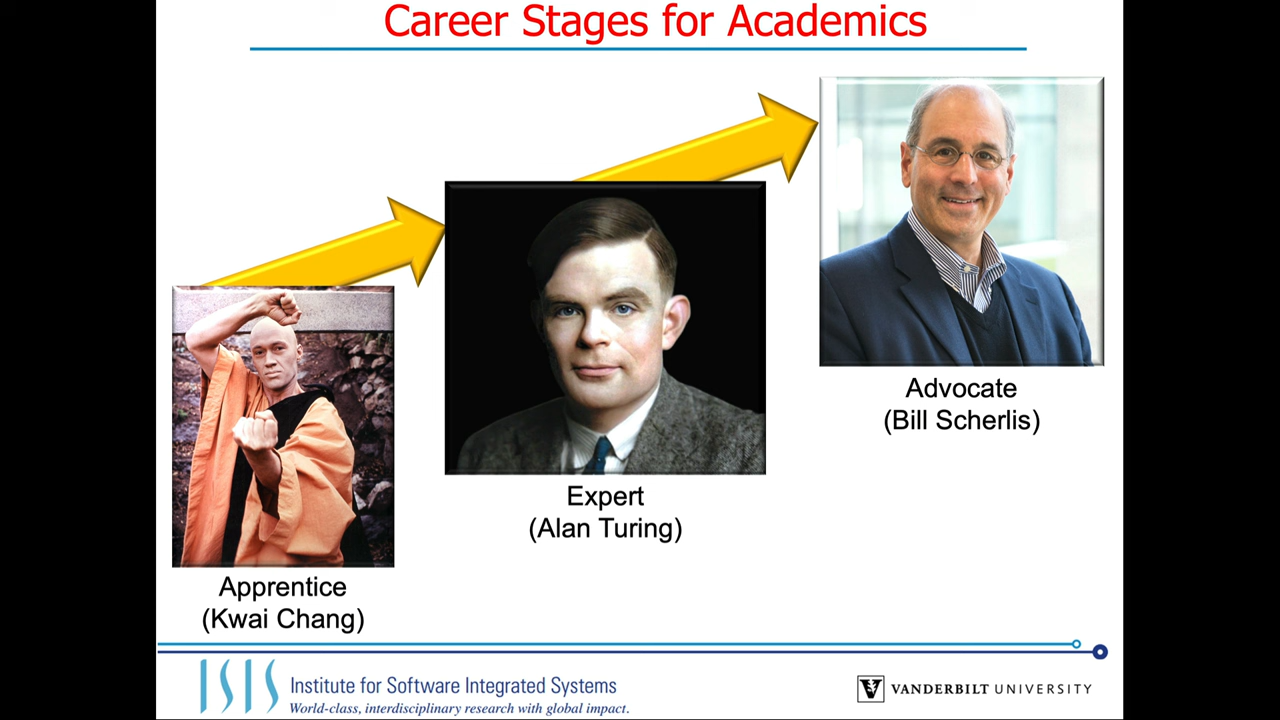 Career Stages for Academics
Advocate
(Bill Scherlis)
Expert
(Alan Turing)
Apprentice
(Kwai Chang)
ISIS Institute for Software Integrated Systems
World-class, interdisciplinary research with global impact.
V VANDERBILT UNIVERSITY